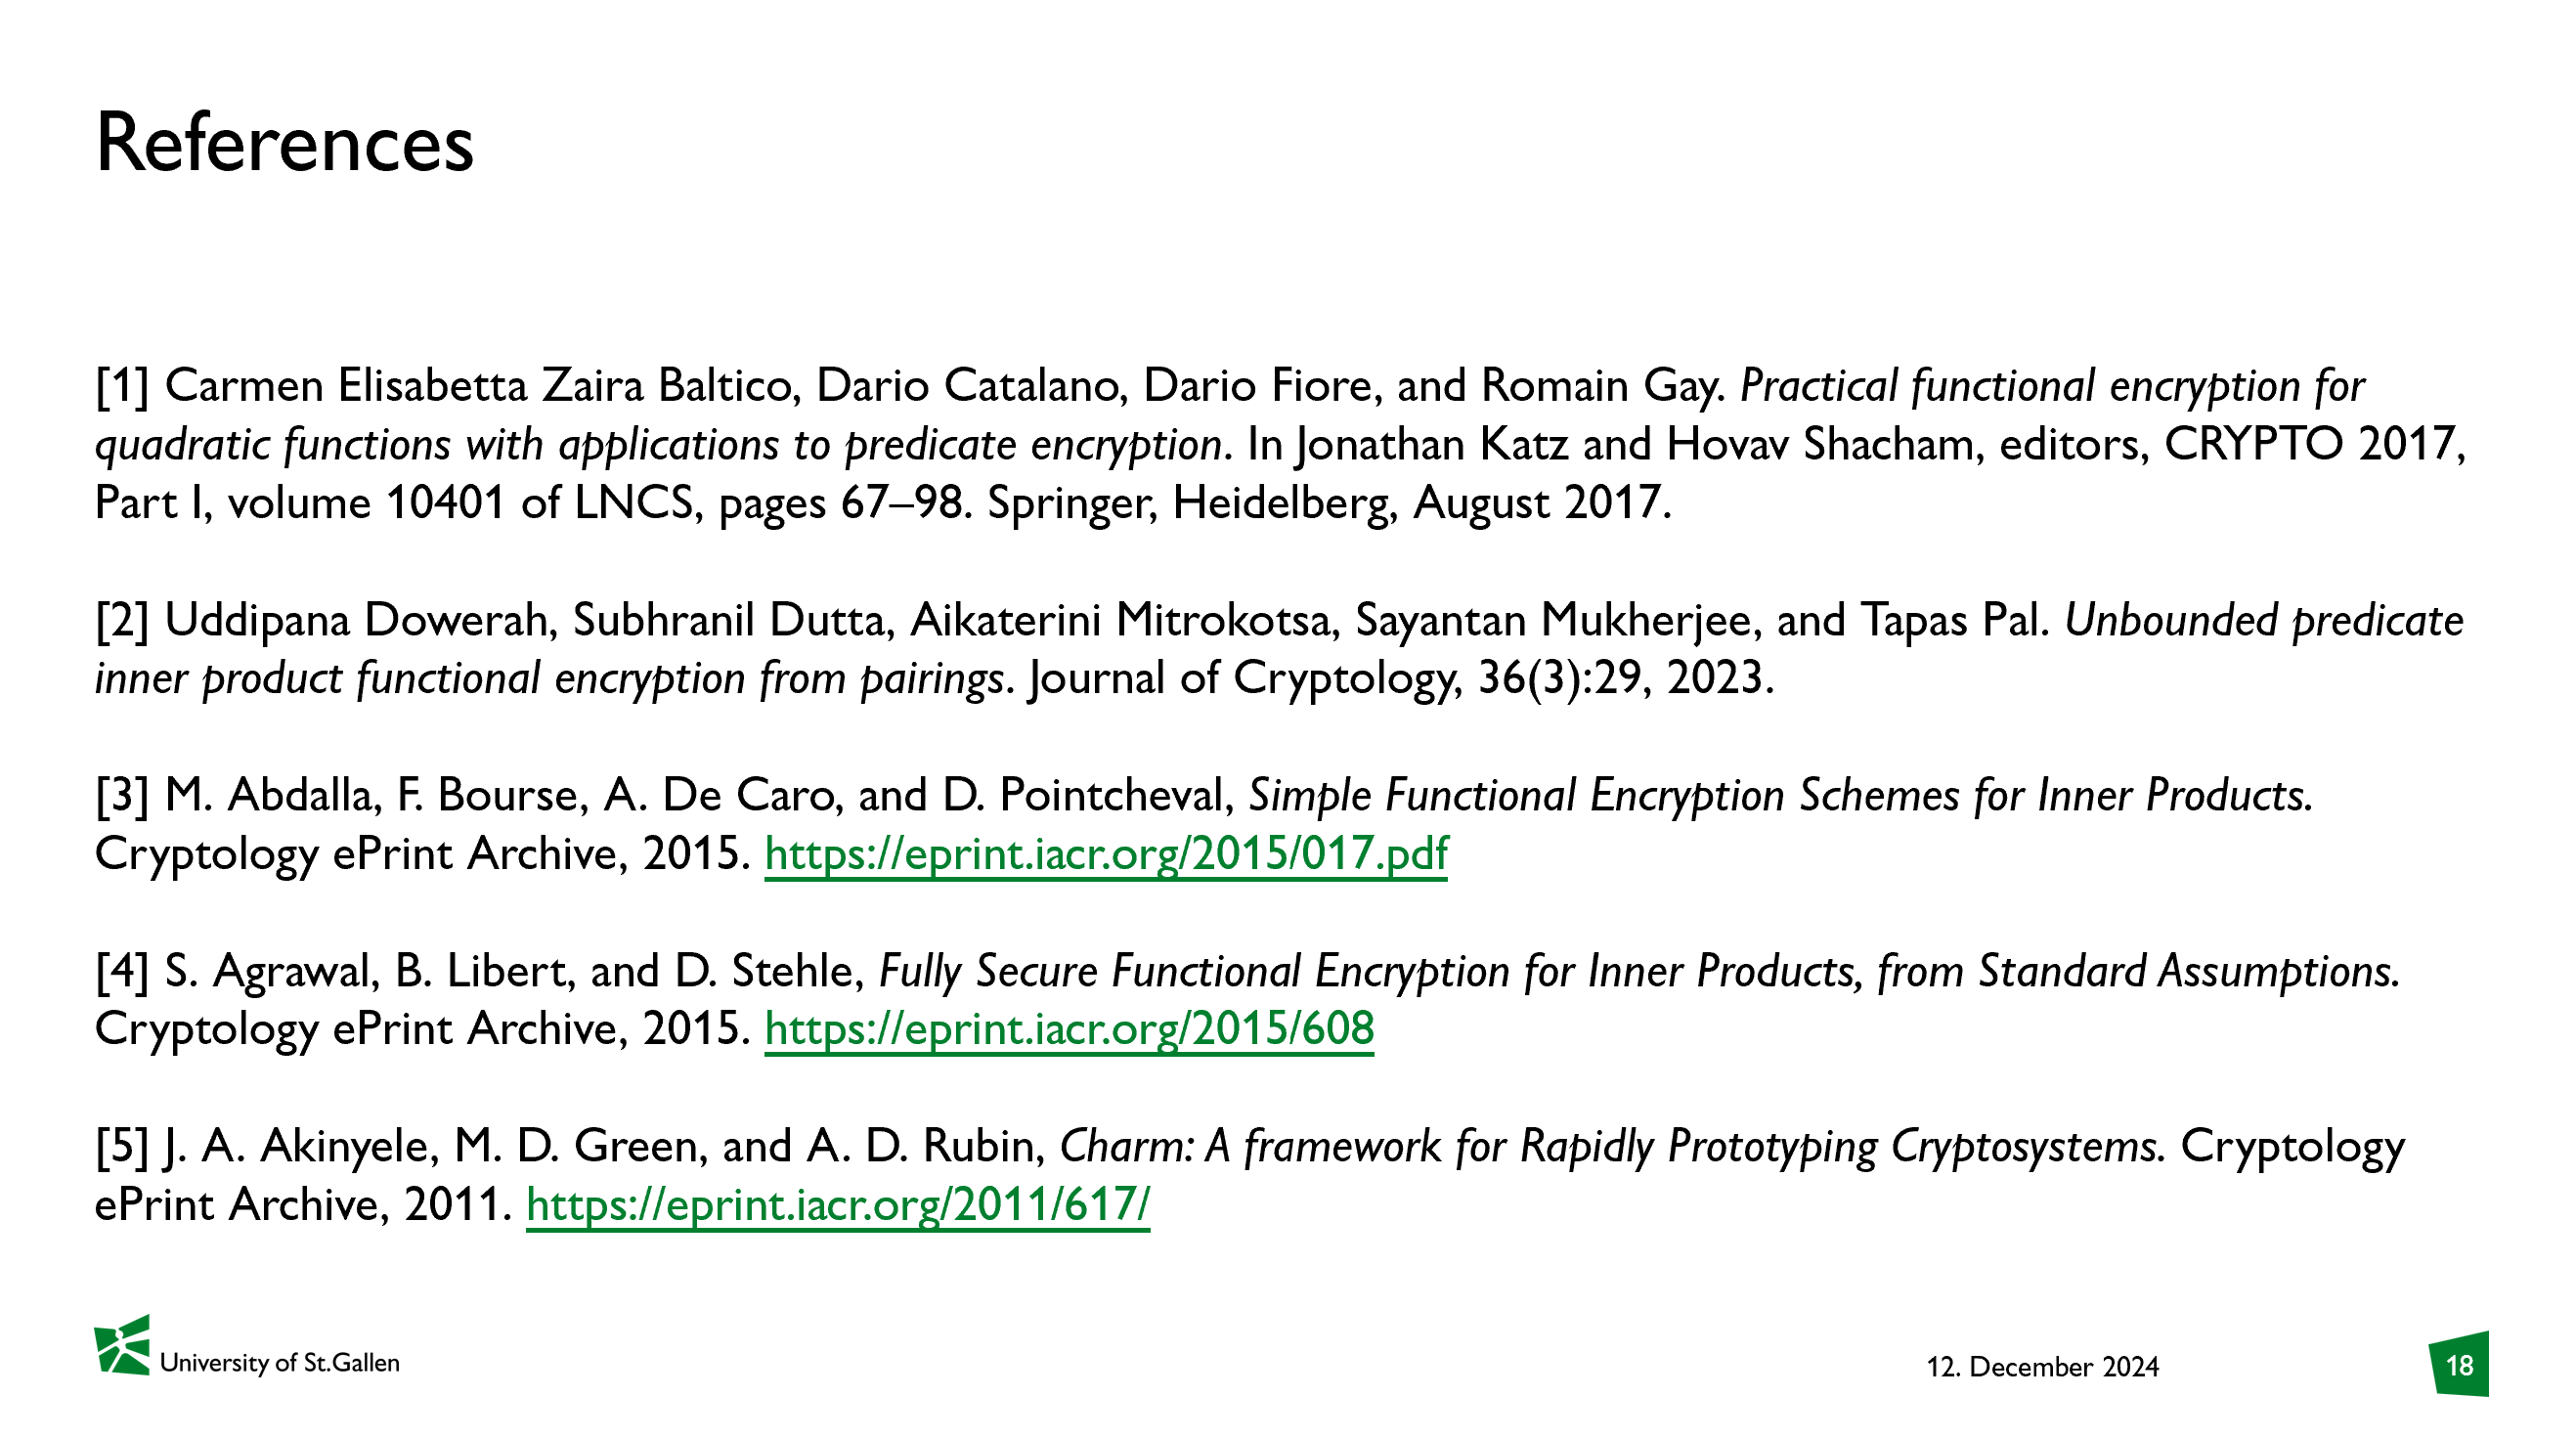 References
[1] Carmen Elisabetta Zaira Baltico, Dario Catalano, Dario Fiore, and Romain Gay. Practical functional encryption for
quadratic functions with applications to predicate encryption. In Jonathan Katz and Hovav Shacham, editors, CRYPTO 2017,
Part I, volume 10401 of LNCS, pages 67–98. Springer, Heidelberg, August 2017.
[2] Uddipana Dowerah, Subhranil Dutta, Aikaterini Mitrokotsa, Sayantan Mukherjee, and Tapas Pal. Unbounded predicate
inner product functional encryption from pairings. Journal of Cryptology, 36(3):29, 2023.
[3] M. Abdalla, F. Bourse, A. De Caro, and D. Pointcheval, Simple Functional Encryption Schemes for Inner Products.
Cryptology ePrint Archive, 2015. https://eprint.iacr.org/2015/017.pdf
[4] S. Agrawal, B. Libert, and D. Stehle, Fully Secure Functional Encryption for Inner Products, from Standard Assumptions.
Cryptology ePrint Archive, 2015. https://eprint.iacr.org/2015/608
[5] J. A. Akinyele, M. D. Green, and A. D. Rubin, Charm: A framework for Rapidly Prototyping Cryptosystems. Cryptology
ePrint Archive, 2011. https://eprint.iacr.org/2011/617/
University of St.Gallen
12. December 2024
18